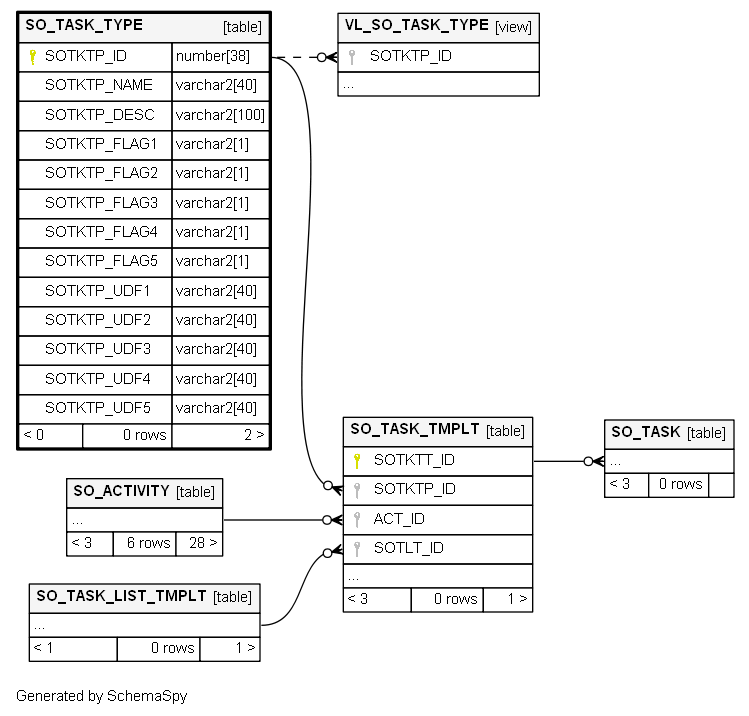 SO_TASK_TYPE [table]
SOTKTP_ID number[38]
SOTKTP_NAME varchar2[40]
SOTKTP_DESC varchar2[100]
SOTKTP_FLAG1 varchar2[1]
SOTKTP_FLAG2 varchar2[1]
SOTKTP_FLAG3 varchar2[1]
SOTKTP_FLAG4 varchar2[1]
SOTKTP_FLAG5 varchar2[1]
SOTKTP_UDF1 varchar2[40]
SOTKTP_UDF2 varchar2[40]
SOTKTP_UDF3 varchar2[40]
SOTKTP_UDF4 varchar2[40]
SOTKTP_UDF5 varchar2[40]
< 0 0 rows 2 >
VL_SO_TASK_TYPE [view]
SOTKTP_ID
...
SO_TASK_TMPLT [table]
SOTKTT_ID
SOTKTP_ID
ACT_ID
SOTLT_ID
...
< 3 0 rows 1 >
SO_TASK [table]
...
< 3 0 rows
SO_ACTIVITY [table]
...
< 3 6 rows 28 >
SO_TASK_LIST_TMPLT [table]
...
< 1 0 rows 1 >
Generated by SchemaSpy